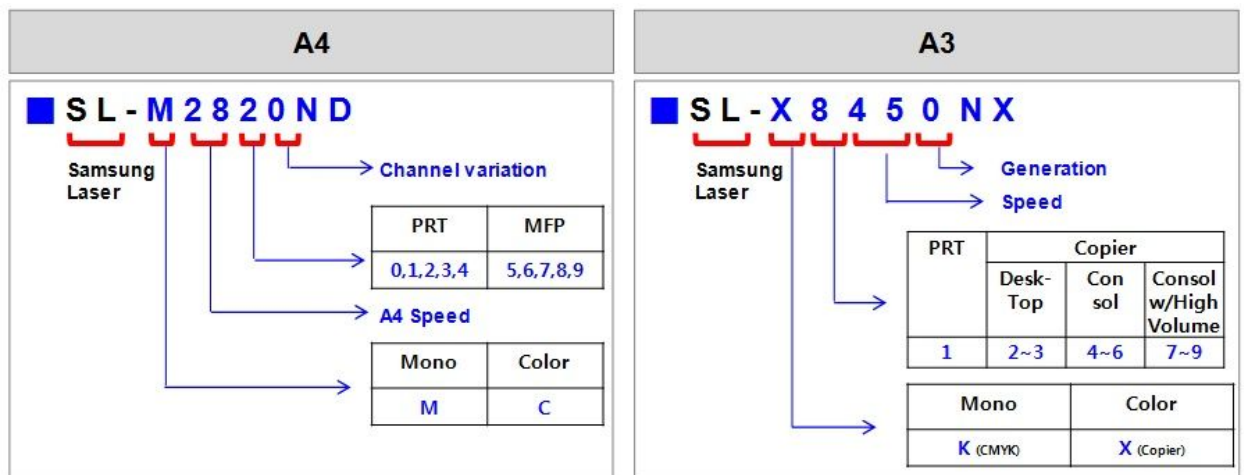 A4
■ SL-M2820ND
Samsung
Laser
Channel variation
PRT MFP
0,1,2,3,4 5,6,7,8,9
A4 Speed
Mono Color
M C
A3
■ SL-X8450NX
Samsung
Laser
Generation
Speed
PRT Copier
Desk-
Top
Con
sol
Consol
w/High
Volume
1 2~3 4~6 7~9
Mono Color
K (CMYK) X (Copier)